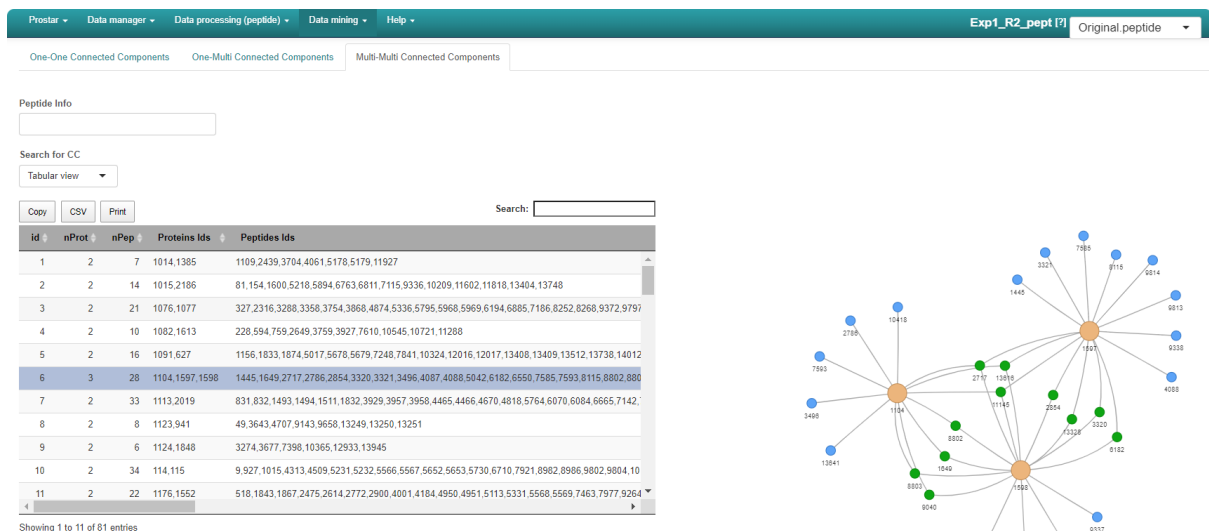 Prostar Data manager Data processing (peptide) Data mining Help Exp1_R2_pept [?] Original.peptide
One-One Connected Components One-Multi Connected Components Multi-Multi Connected Components
Peptide Info
Search for CC
Tabular view
Copy CSV Print Search:
id nProt nPep Proteins Ids Peptides Ids
1 2 7 1014,1385 1109,2439,3704,4061,5178,5179,11927
2 2 14 1015,2186 81,154,1600,5218,5894,6763,6811,7115,9336,10209,11602,11818,13404,13748
3 2 21 1076,1077 327,2316,3288,3358,3754,3868,4874,5336,5795,5968,5969,6194,6885,7186,8252,8268,9372,9797
4 2 10 1082,1613 228,594,759,2649,3759,3927,7610,10545,10721,11288
5 2 16 1091,627 1156,1833,1874,5017,5678,5679,7248,7841,10324,12016,12017,13408,13409,13512,13738,14012
6 3 28 1104,1597,1598 1445,1649,2717,2786,2854,3320,3321,3496,4087,4088,5042,6182,6550,7585,7593,8115,8802,880
7 2 33 1113,2019 831,832,1493,1494,1511,1832,3929,3957,3958,4465,4466,4670,4818,5764,6070,6084,6665,7142,
8 2 8 1123,941 49,3643,4707,9143,9658,13249,13250,13251
9 2 6 1124,1848 3274,3677,7398,10365,12933,13945
10 2 34 114,115 9,927,1015,4313,4509,5231,5232,5566,5567,5652,5653,5730,6710,7921,8982,8986,9802,9804,10
11 2 22 1176,1552 518,1843,1867,2475,2614,2772,2900,4001,4184,4950,4951,5113,5331,5568,5569,7463,7977,9264
Showing 1 to 11 of 81 entries
7585
3321
8115
9814
1445
9813
10418
2786
9338
1597
7593
2717
13616
4088
3496
1104
11145
2854
3320
13328
8802
6182
13641
1649
8803
1598
9040
9337